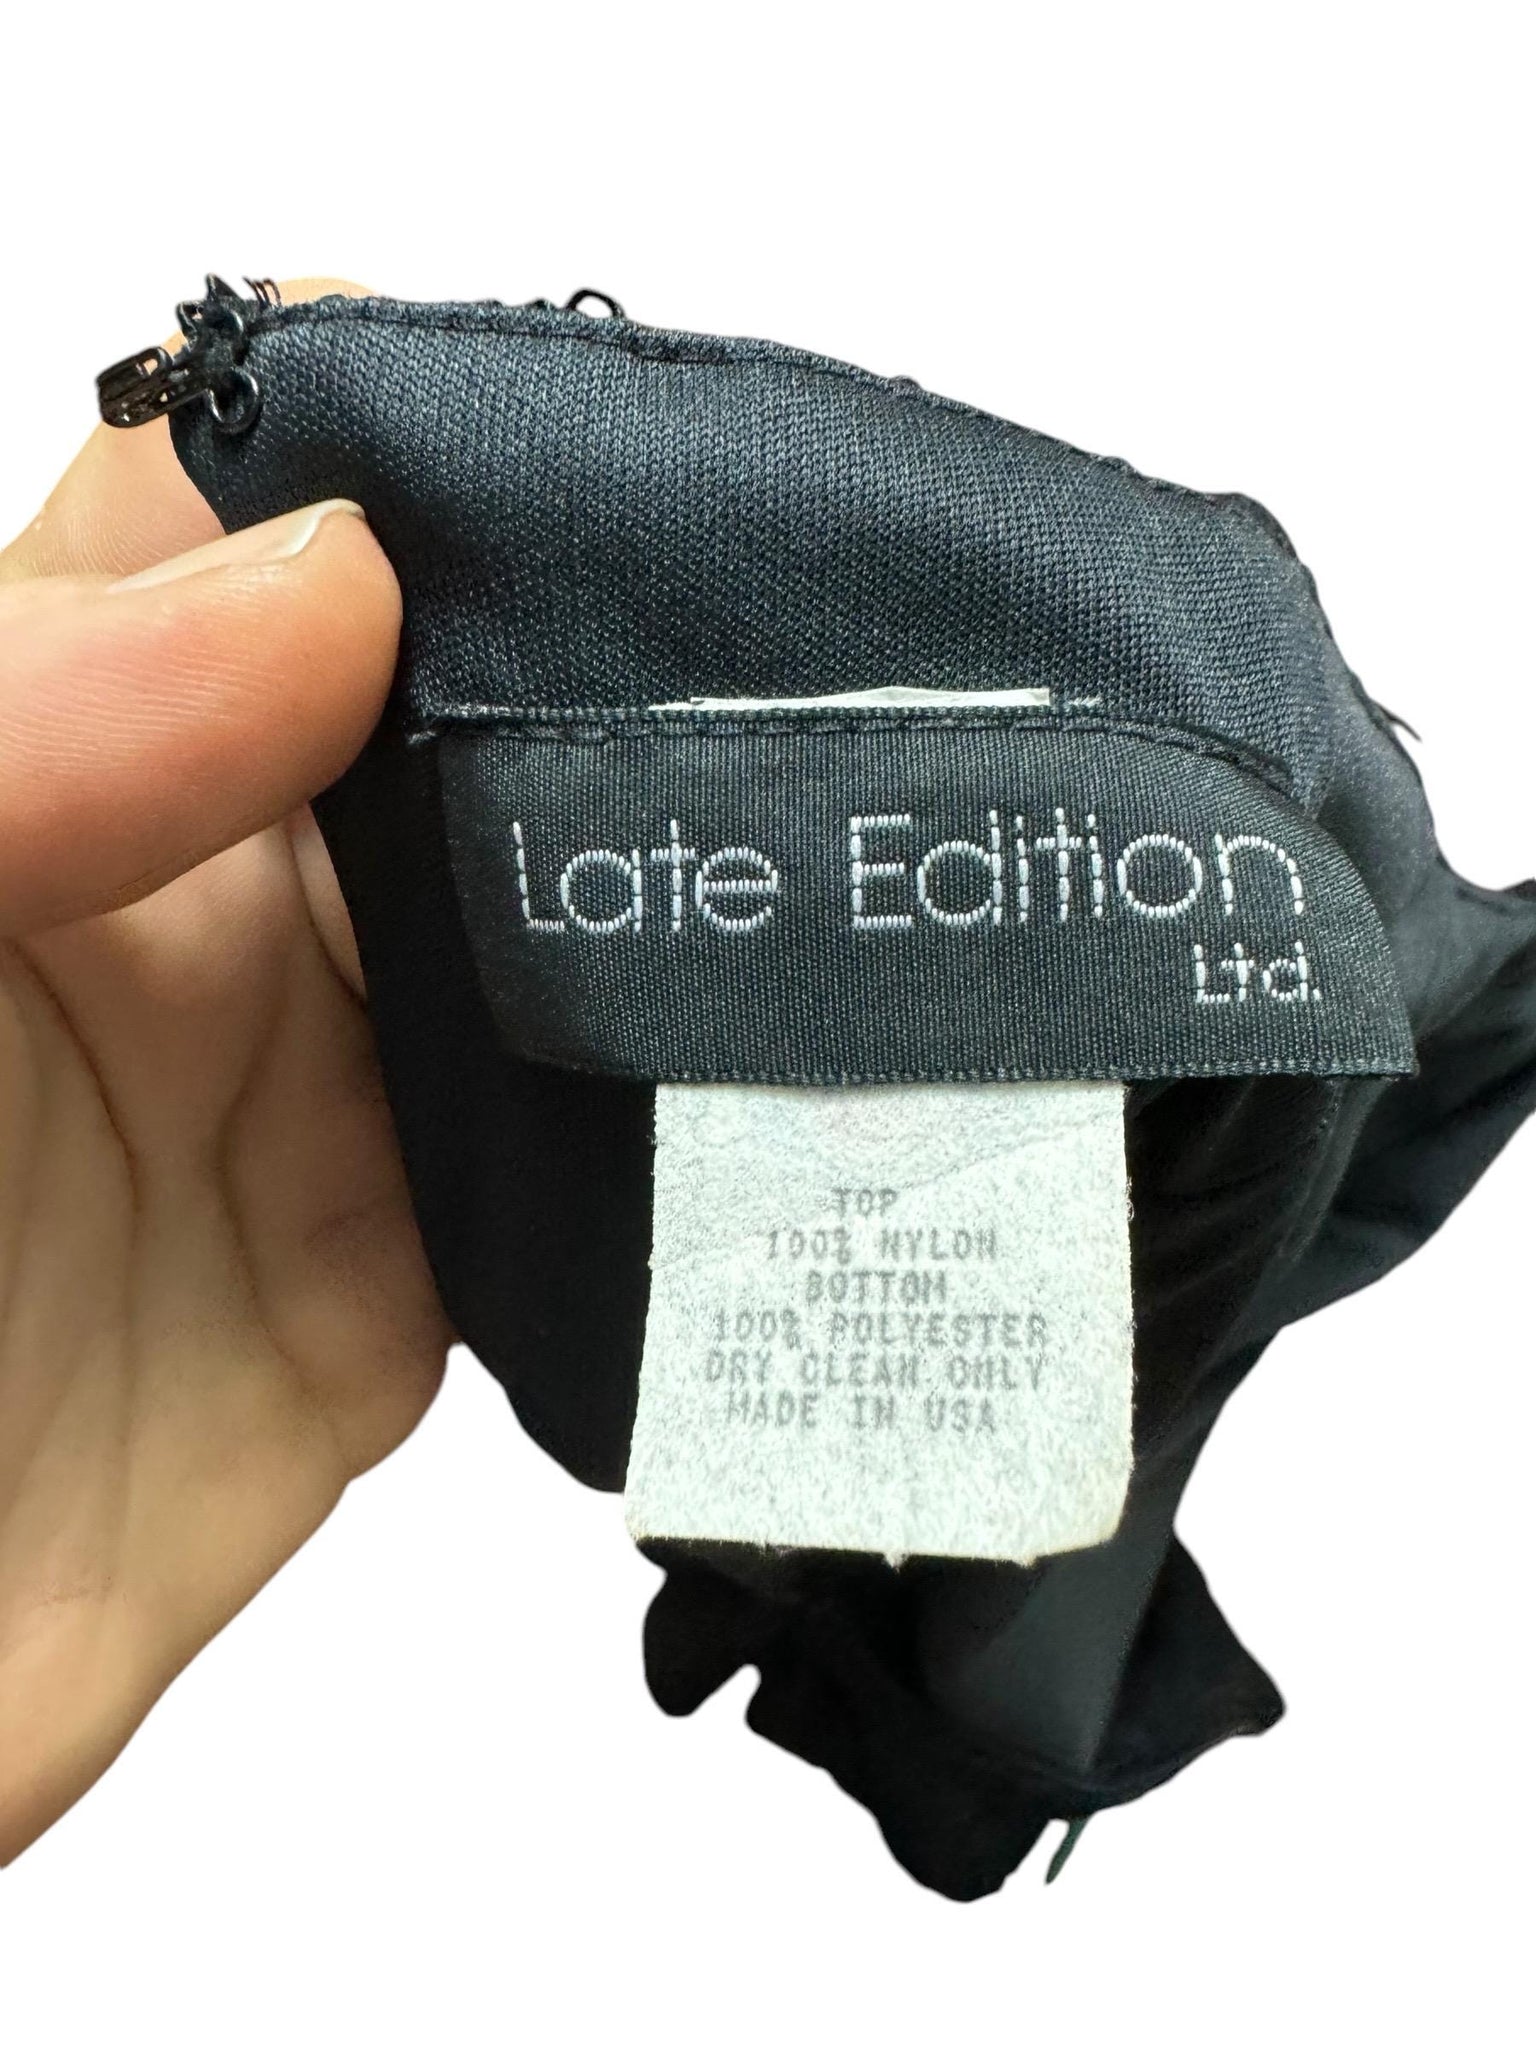 Late Edition
Ltd.
TOP
100% NYLON
BOTTOM
100% POLYESTER
DRY CLEAN ONLY
MADE IN USA